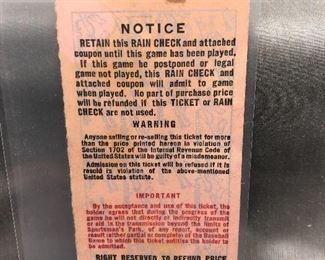 NOTICE
RETAIN this RAIN CHECK and attached
coupon until this game has been played.
If this game be postponed or legal
game not played, this RAIN CHECK and
attached coupon will admit to game
when played. No part of purchase price
will be refunded if this TICKET or RAIN
CHECK are not used.
WARNING
Anyone selling or re-selling this ticket for more
than the price printed hereon is violation of
Section 1702 of the Internal Revenue Code of
the United States will be guilty of a misdemeanor.
Admission on this ticket will be refused if it is
resold in violation of the above-mentioned
United States statute.
IMPORTANT
By the acceptance and use of this ticket, the
holder agrees that during the progress of the
game he will not directly or indirectly transmit
or aid in the transmission beyond the limits of
Sportsman's Park, of any report, account or
result (either partial or complete) of the Baseball
Game to which this ticket entitles the holder to
be admitted.
RIGHT RESERVED TO REFUND PRICE